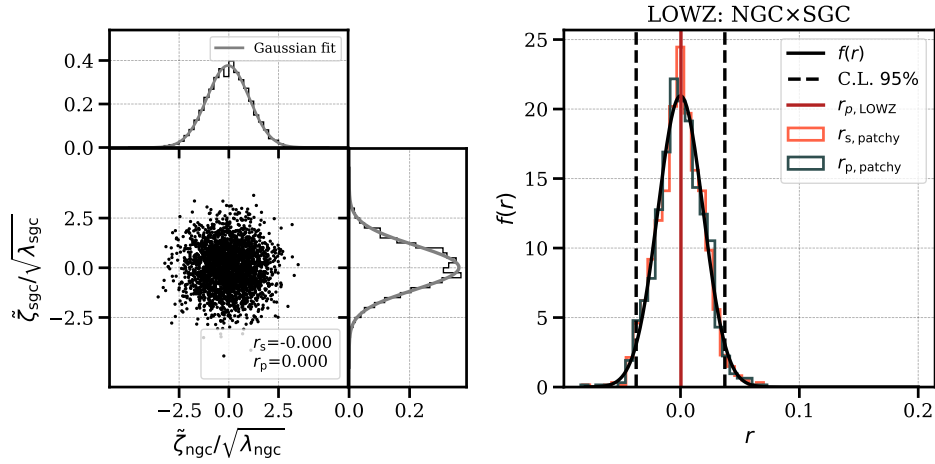 Gaussian fit
0.4
0.2
0.0
2.5
0.0
−2.5
ζ̃sgc/√λsgc
rs=-0.000
rp=0.000
−2.5 0.0 2.5
0.0 0.2
ζ̃ngc/√λngc
LOWZ: NGC×SGC
f(r)
C.L. 95%
rp, LOWZ
rs, patchy
rp, patchy
25
20
15
10
5
0
f(r)
0.0 0.1 0.2
r